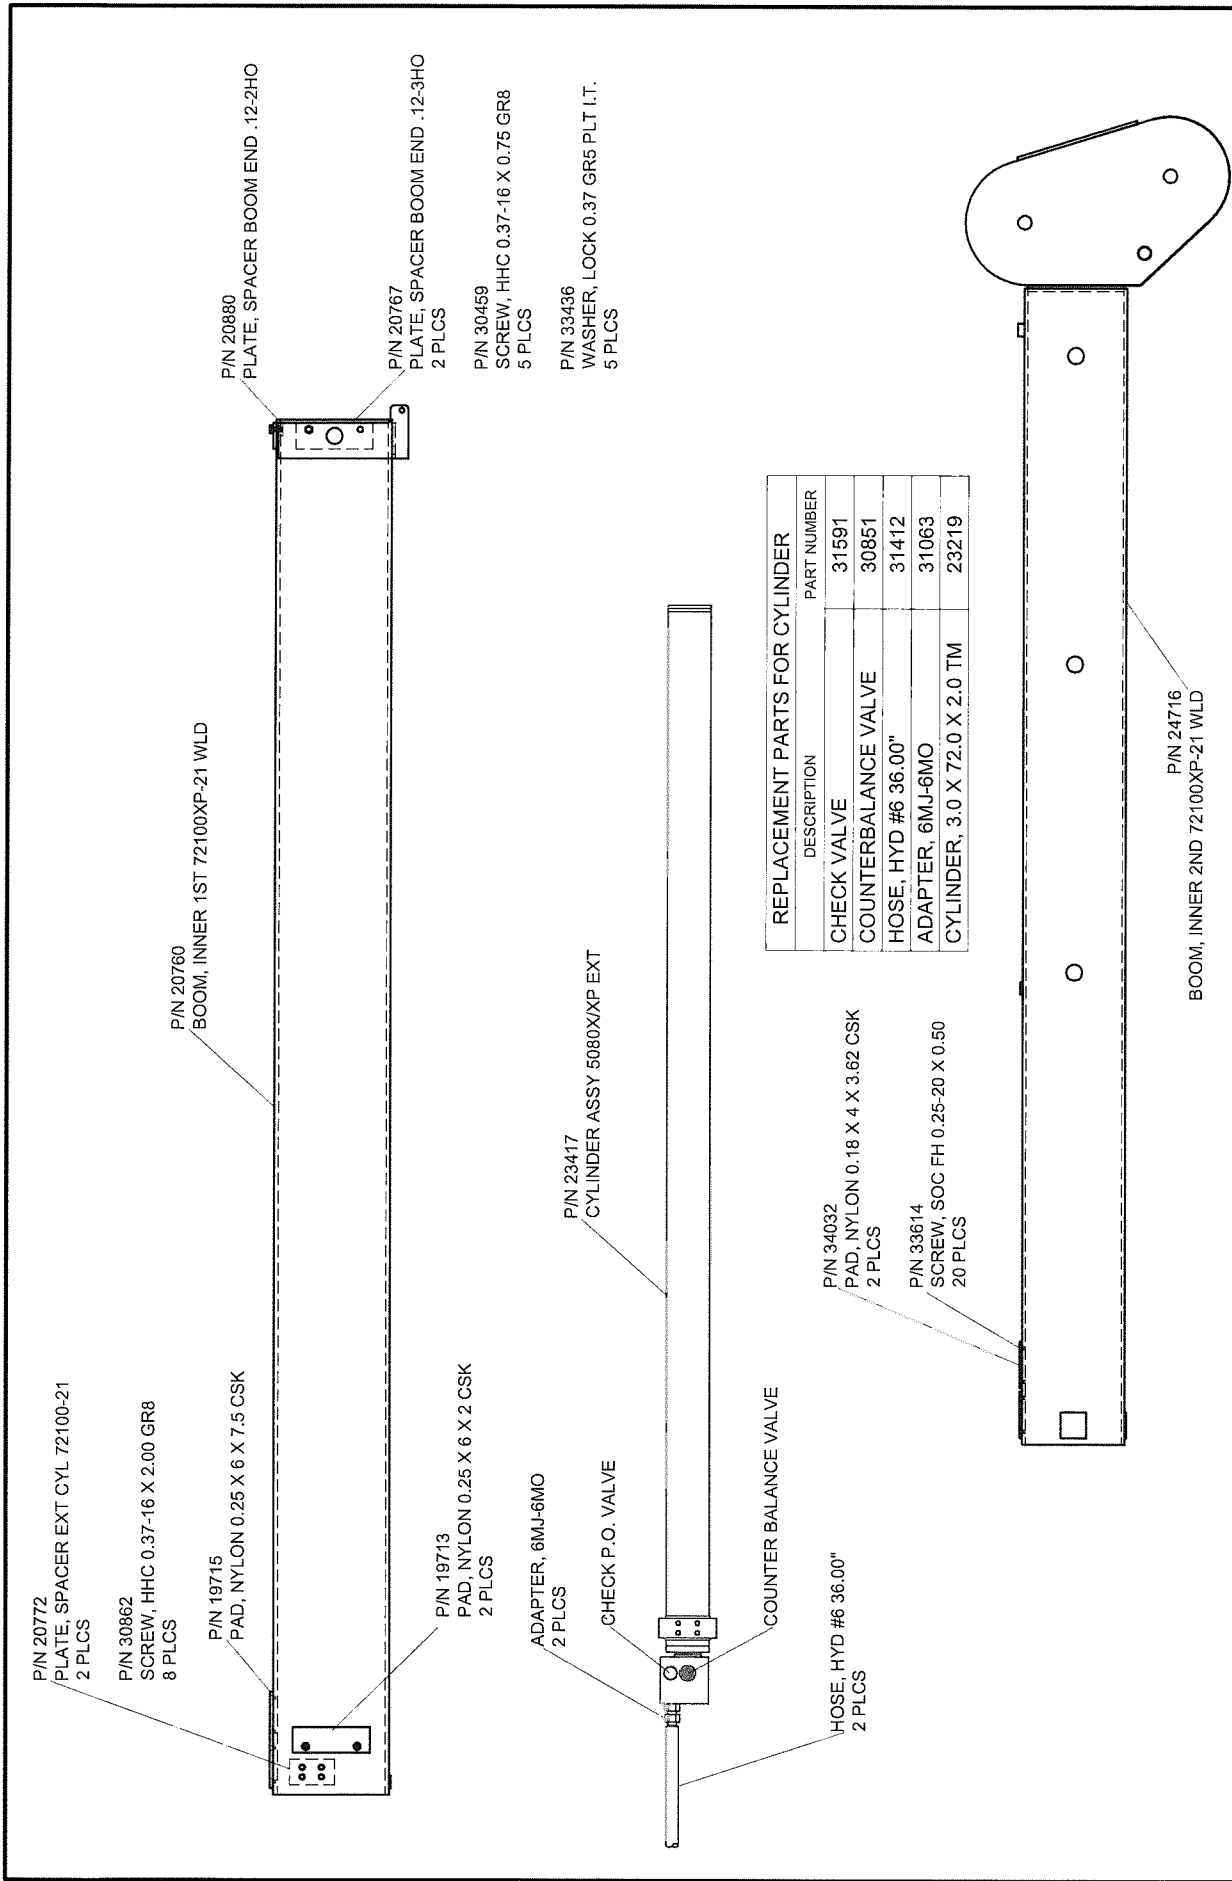 P/N 20772
PLATE, SPACER EXT CYL 72100-21
2 PLCS
P/N 30862
SCREW, HHC 0.37-16 X 2.00 GR8
8 PLCS
P/N 19715
PAD, NYLON 0.25 X 6 X 7.5 CSK
P/N 20760
BOOM, INNER 1ST 72100XP-21 WLD
P/N 20880
PLATE, SPACER BOOM END .12-2HO
P/N 20767
PLATE, SPACER BOOM END .12-3HO
2 PLCS
P/N 30459
SCREW, HHC 0.37-16 X 0.75 GR8
5 PLCS
P/N 33436
WASHER, LOCK 0.37 GR5 PLT I.T.
5 PLCS
P/N 19713
PAD, NYLON 0.25 X 6 X 2 CSK
2 PLCS
ADAPTER, 6MJ-6MO
2 PLCS
CHECK P.O. VALVE
P/N 23417
CYLINDER ASSY 5080X/XP EXT
COUNTER BALANCE VALVE
HOSE, HYD #6 36.00"
2 PLCS
REPLACEMENT PARTS FOR CYLINDER
DESCRIPTION PART NUMBER
CHECK VALVE 31591
COUNTERBALANCE VALVE 30851
HOSE, HYD #6 36.00" 31412
ADAPTER, 6MJ-6MO 31063
CYLINDER, 3.0 X 72.0 X 2.0 TM 23219
P/N 34032
PAD, NYLON 0.18 X 4 X 3.62 CSK
2 PLCS
P/N 33614
SCREW, SOC FH 0.25-20 X 0.50
20 PLCS
P/N 24716
BOOM, INNER 2ND 72100XP-21 WLD